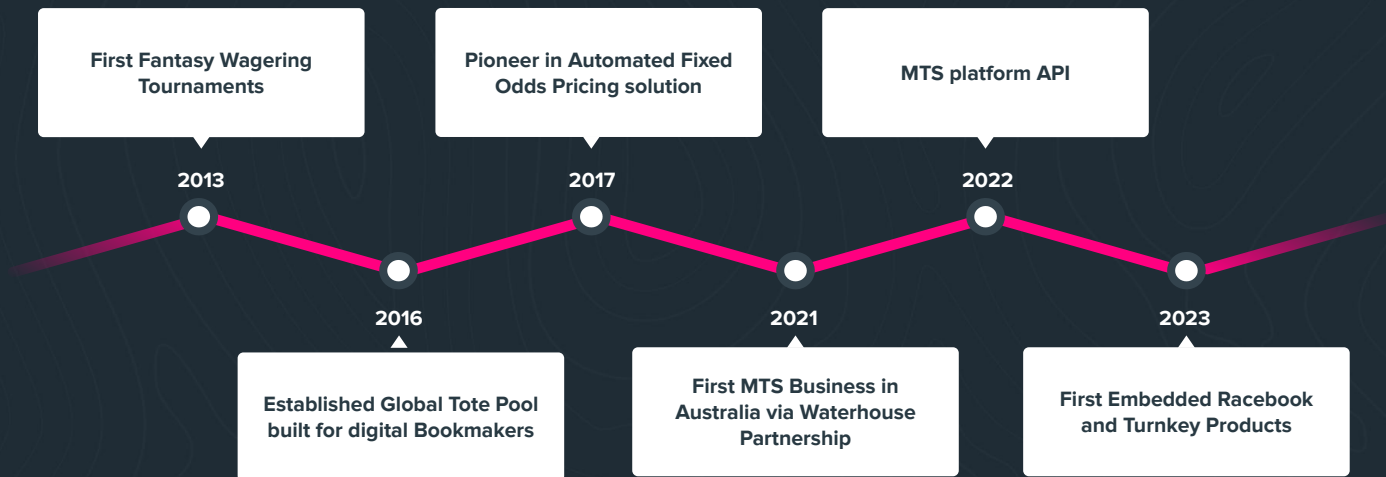 First Fantasy Wagering
Tournaments
2013
Established Global Tote Pool
built for digital Bookmakers
2016
Pioneer in Automated Fixed
Odds Pricing solution
2017
First MTS Business in
Australia via Waterhouse
Partnership
2021
MTS platform API
2022
First Embedded Racebook
and Turnkey Products
2023